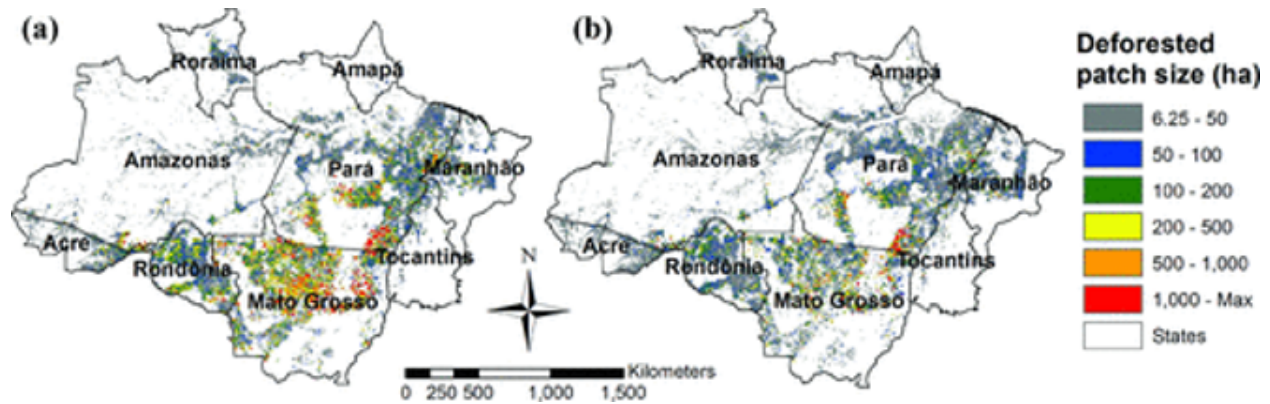 (a)
Roraima
Amapá
Amazonas
Pará
Maranhão
Acre
Rondônia
Tocantins
Mato Grosso
N
(b)
Roraima
Amapá
Amazonas
Pará
Maranhão
Acre
Rondônia
Tocantins
Mato Grosso
Kilometers
0 250 500 1,000 1,500
Deforested
patch size (ha)
6.25 - 50
50 - 100
100 - 200
200 - 500
500 - 1,000
1,000 - Max
States